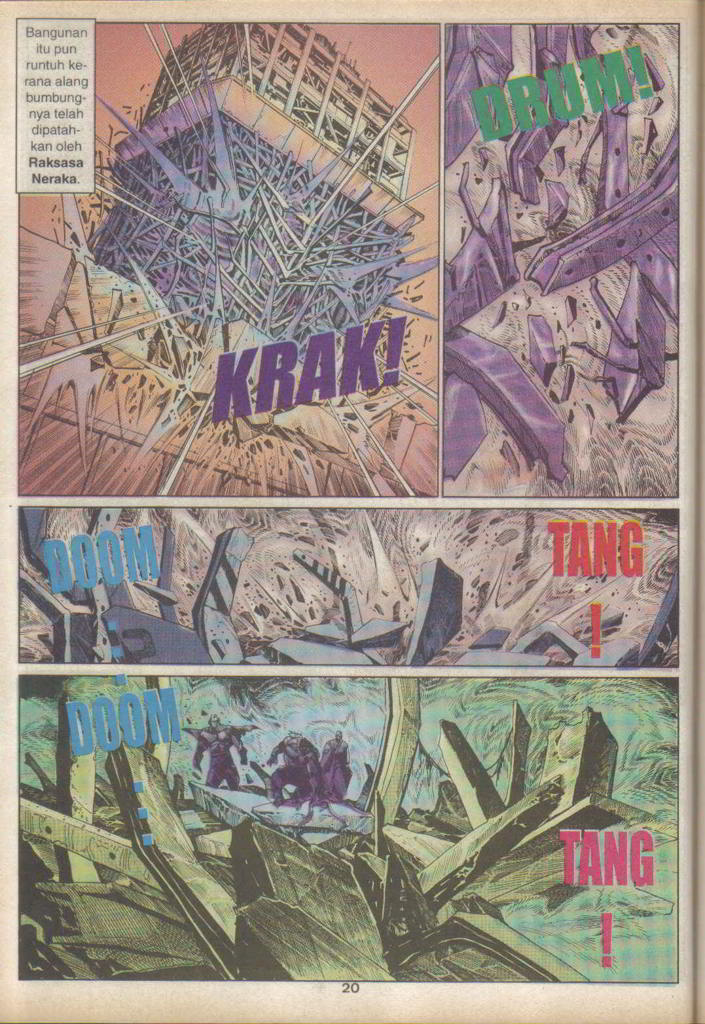 Bangunan
itu pun
runtuh ke-
rana alang
bumbung-
nya telah
dipatah-
kan oleh
Raksasa
Neraka.
KRAK!
DRUM!
DOOM
...
TANG
!
DOOM
...
TANG
!
20